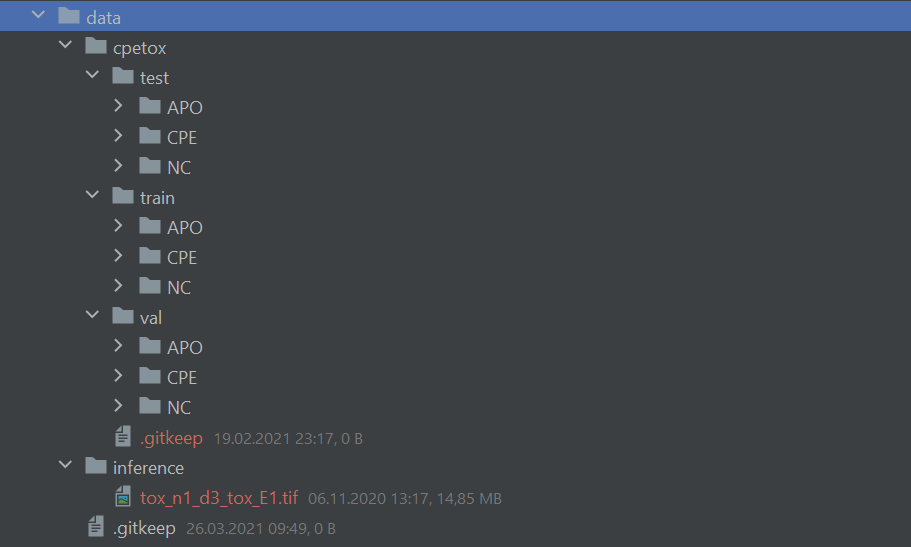 data
cpetox
test
APO
CPE
NC
train
APO
CPE
NC
val
APO
CPE
NC
.gitkeep 19.02.2021 23:17, 0 B
inference
tox_n1_d3_tox_E1.tif 06.11.2020 13:17, 14,85 MB
.gitkeep 26.03.2021 09:49, 0 B